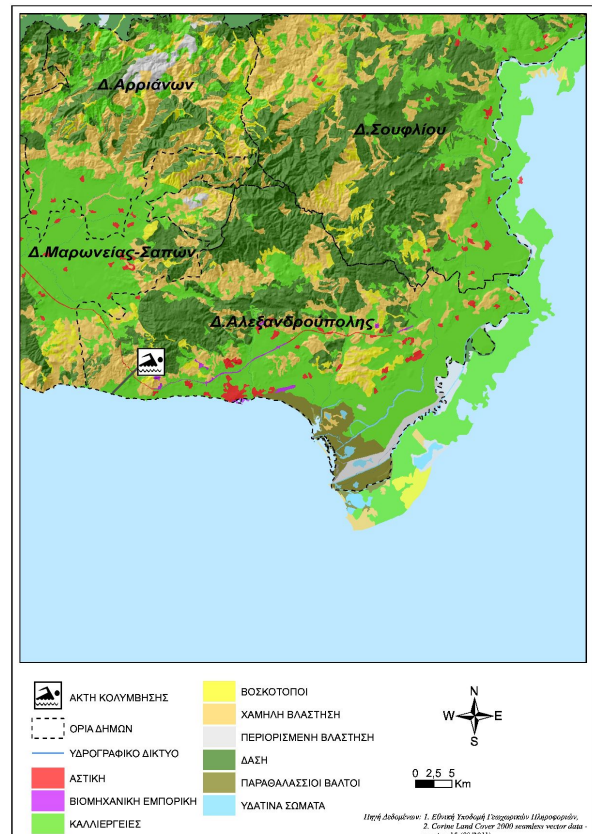 Δ.Αρριάνων
Δ.Σουφλίου
Δ.Μαρωνείας-Σαπών
Δ.Αλεξανδρούπολης
ΑΚΤΗ ΚΟΛΥΜΒΗΣΗΣ
ΟΡΙΑ ΔΗΜΩΝ
ΥΔΡΟΓΡΑΦΙΚΟ ΔΙΚΤΥΟ
ΑΣΤΙΚΗ
ΒΙΟΜΗΧΑΝΙΚΗ ΕΜΠΟΡΙΚΗ
ΚΑΛΛΙΕΡΓΕΙΕΣ
ΒΟΣΚΟΤΟΠΟΙ
ΧΑΜΗΛΗ ΒΛΑΣΤΗΣΗ
ΠΕΡΙΟΡΙΣΜΕΝΗ ΒΛΑΣΤΗΣΗ
ΔΑΣΗ
ΠΑΡΑΘΑΛΑΣΣΙΟΙ ΒΑΛΤΟΙ
ΥΔΑΤΙΝΑ ΣΩΜΑΤΑ
N
W E
S
0 2,5 5
Km
Πηγή Δεδομένων: 1. Εθνική Υποδομή Γεωχωρικών Πληροφοριών,
2. Corine Land Cover 2000 seamless vector data -